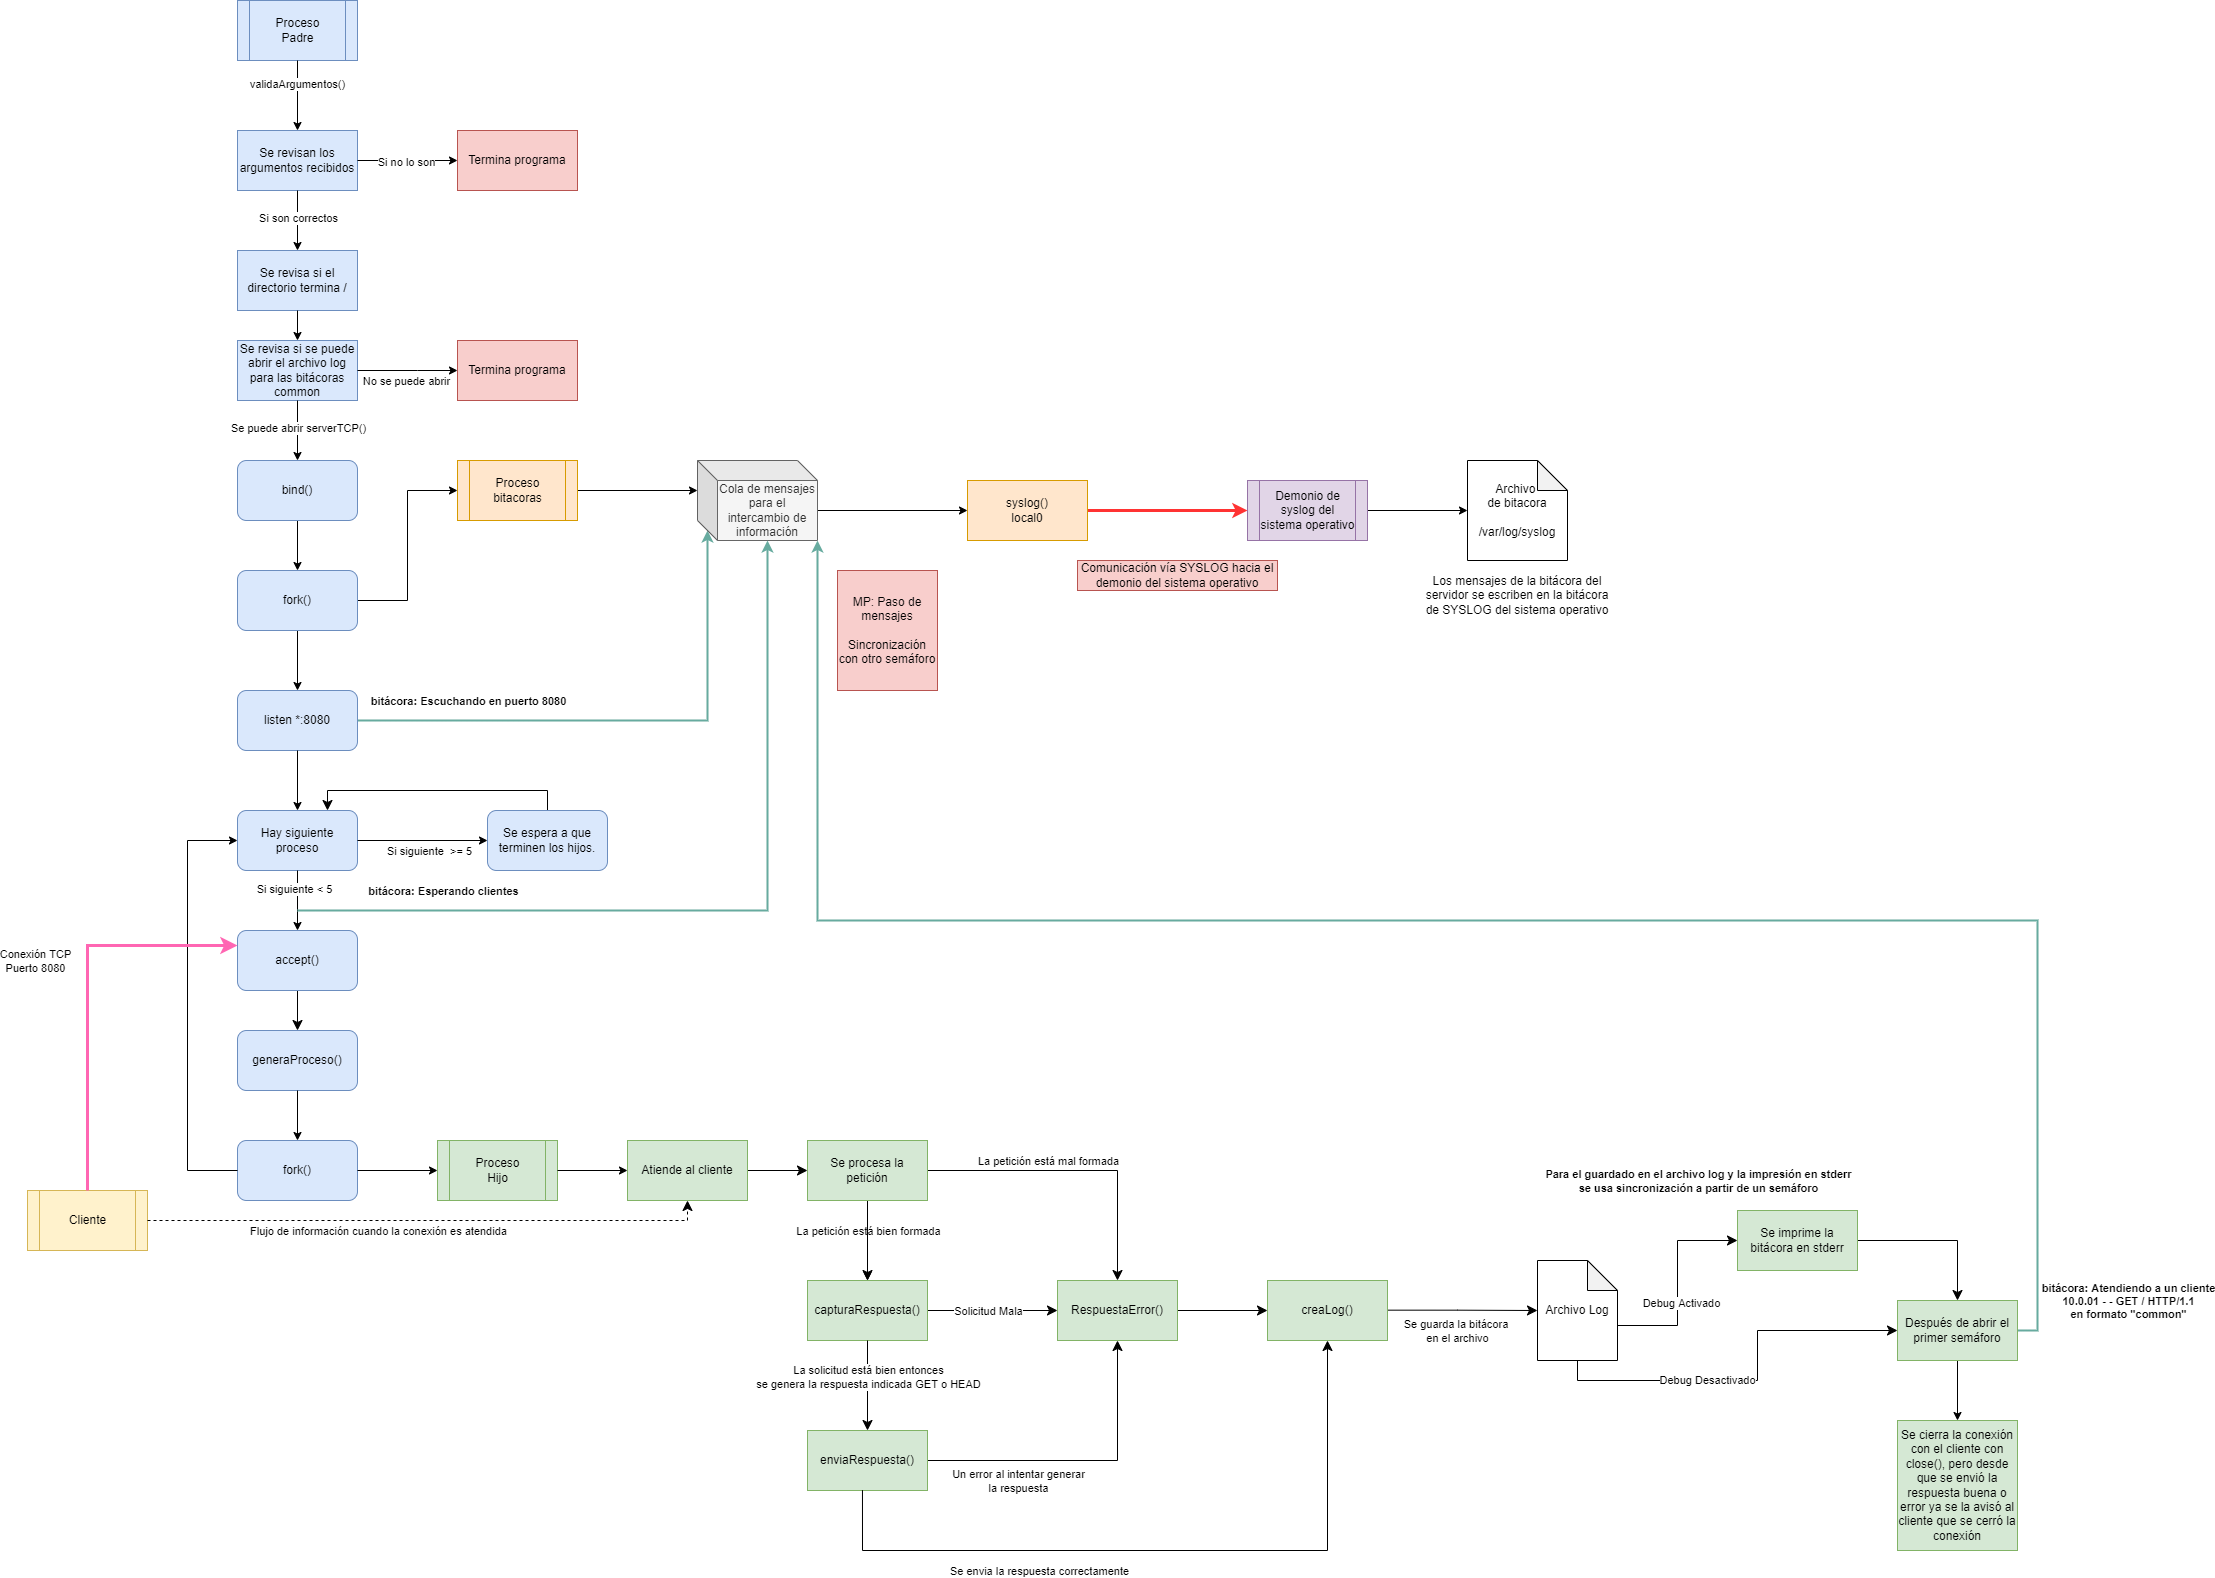 Proceso
Padre
validaArgumentos()
Se revisan los
argumentos recibidos
Si no lo son
Termina programa
Si son correctos
Se revisa si el
directorio termina /
Se revisa si se puede
abrir el archivo log
para las bitácoras
common
No se puede abrir
Termina programa
Se puede abrir serverTCP()
bind()
Proceso
bitacoras
Cola de mensajes
para el
intercambio de
información
syslog()
local0
Demonio de
syslog del
sistema operativo
Archivo
de bitacora
/var/log/syslog
Comunicación vía SYSLOG hacia el
demonio del sistema operativo
Los mensajes de la bitácora del
servidor se escriben en la bitácora
de SYSLOG del sistema operativo
fork()
MP: Paso de
mensajes
Sincronización
con otro semáforo
bitácora: Escuchando en puerto 8080
listen *:8080
Hay siguiente
proceso
Si siguiente >= 5
Se espera a que
terminen los hijos.
Si siguiente < 5
bitácora: Esperando clientes
Conexión TCP
Puerto 8080
accept()
generaProceso()
fork()
Proceso
Hijo
Atiende al cliente
Se procesa la
petición
La petición está mal formada
Cliente
Flujo de información cuando la conexión es atendida
La petición está bien formada
Para el guardado en el archivo log y la impresión en stderr
se usa sincronización a partir de un semáforo
Se imprime la
bitácora en stderr
capturaRespuesta()
Solicitud Mala
RespuestaError()
creaLog()
Se guarda la bitácora
en el archivo
Archivo Log
Debug Activado
bitácora: Atendiendo a un cliente
10.0.01 - - GET / HTTP/1.1
en formato "common"
Después de abrir el
primer semáforo
Debug Desactivado
La solicitud está bien entonces
se genera la respuesta indicada GET o HEAD
enviaRespuesta()
Un error al intentar generar
la respuesta
Se cierra la conexión
con el cliente con
close(), pero desde
que se envió la
respuesta buena o
error ya se la avisó al
cliente que se cerró la
conexión
Se envia la respuesta correctamente